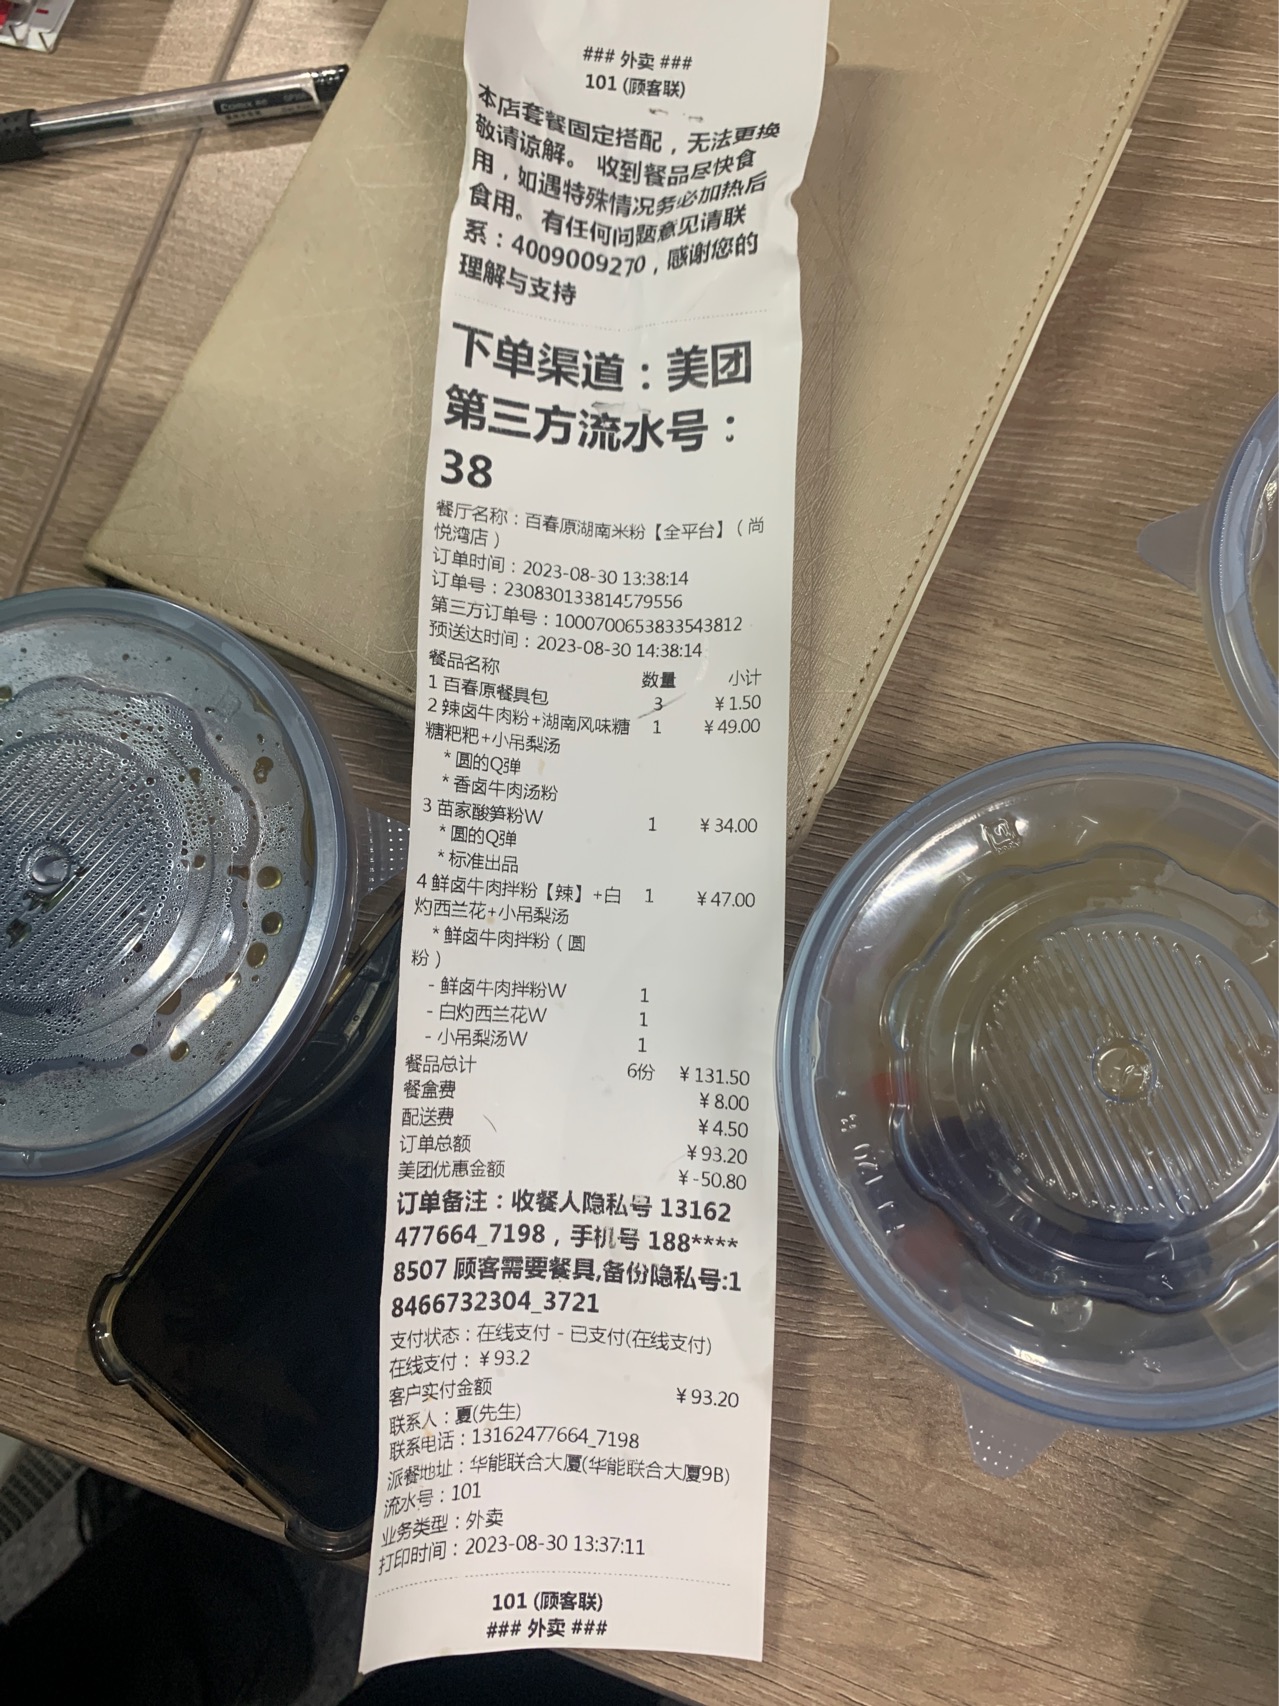 ### 外卖 ###
101 (顾客联)
本店套餐固定搭配，无法更换
敬请谅解。 收到餐品尽快食
用，如遇特殊情况务必加热后
食用。 有任何问题意见请联
系：4009009270，感谢您的
理解与支持
下单渠道：美团
第三方流水号：
38
餐厅名称：百春原湖南米粉【全平台】（尚
悦湾店）
订单时间：2023-08-30 13:38:14
订单号：230830133814579556
第三方订单号：1000700653833543812
预送达时间：2023-08-30 14:38:14
餐品名称 数量 小计
1 百春原餐具包 3 ¥1.50
2 辣卤牛肉粉+湖南风味糖 1 ¥49.00
糖粑粑+小吊梨汤
* 圆的Q弹
* 香卤牛肉汤粉
3 苗家酸笋粉W 1 ¥34.00
* 圆的Q弹
* 标准出品
4 鲜卤牛肉拌粉【辣】+白 1 ¥47.00
灼西兰花+小吊梨汤
* 鲜卤牛肉拌粉（圆
粉）
- 鲜卤牛肉拌粉W 1
- 白灼西兰花W 1
- 小吊梨汤W 1
餐品总计 6份 ¥131.50
餐盒费 ¥8.00
配送费 ¥4.50
订单总额 ¥93.20
美团优惠金额 ¥-50.80
订单备注：收餐人隐私号 13162
477664_7198，手机号 188****
8507 顾客需要餐具,备份隐私号:1
8466732304_3721
支付状态：在线支付 - 已支付(在线支付)
在线支付：¥93.2
客户实付金额 ¥93.20
联系人：夏(先生)
联系电话：13162477664_7198
派餐地址：华能联合大厦(华能联合大厦9B)
流水号：101
业务类型：外卖
打印时间：2023-08-30 13:37:11
101 (顾客联)
### 外卖 ###
Comix